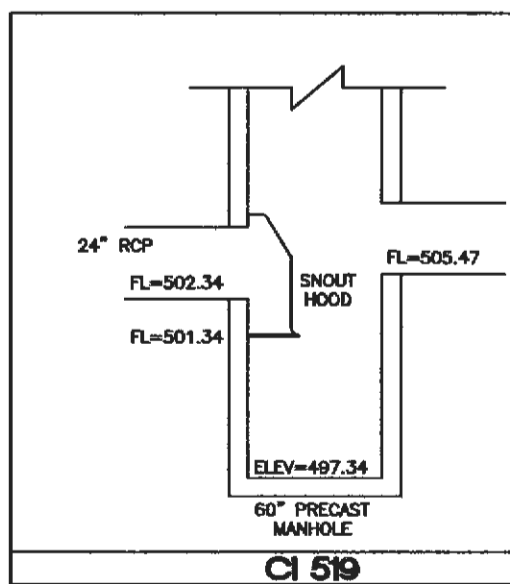 24" RCP
FL=502.34
FL=501.34
SNOUT
HOOD
FL=505.47
ELEV=497.34
60" PRECAST
MANHOLE
CI 519